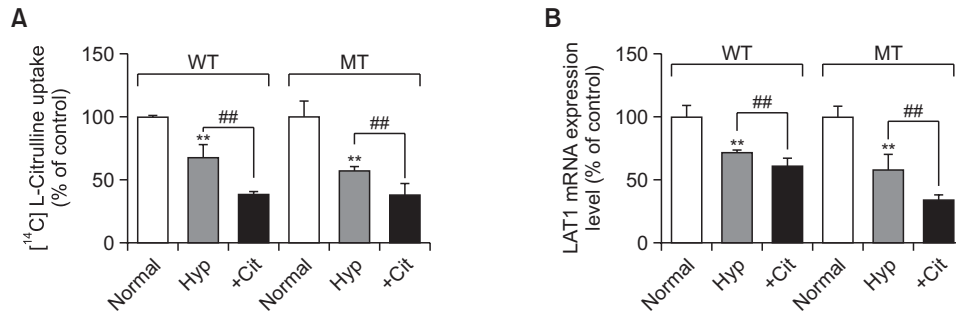 A
[¹⁴C] L-Citrulline uptake
(% of control)
150
100
50
0
WT
MT
##
##
**
**
Normal
Hyp
+Cit
Normal
Hyp
+Cit
B
LAT1 mRNA expression
level (% of control)
150
100
50
0
WT
MT
##
##
**
**
Normal
Hyp
+Cit
Normal
Hyp
+Cit